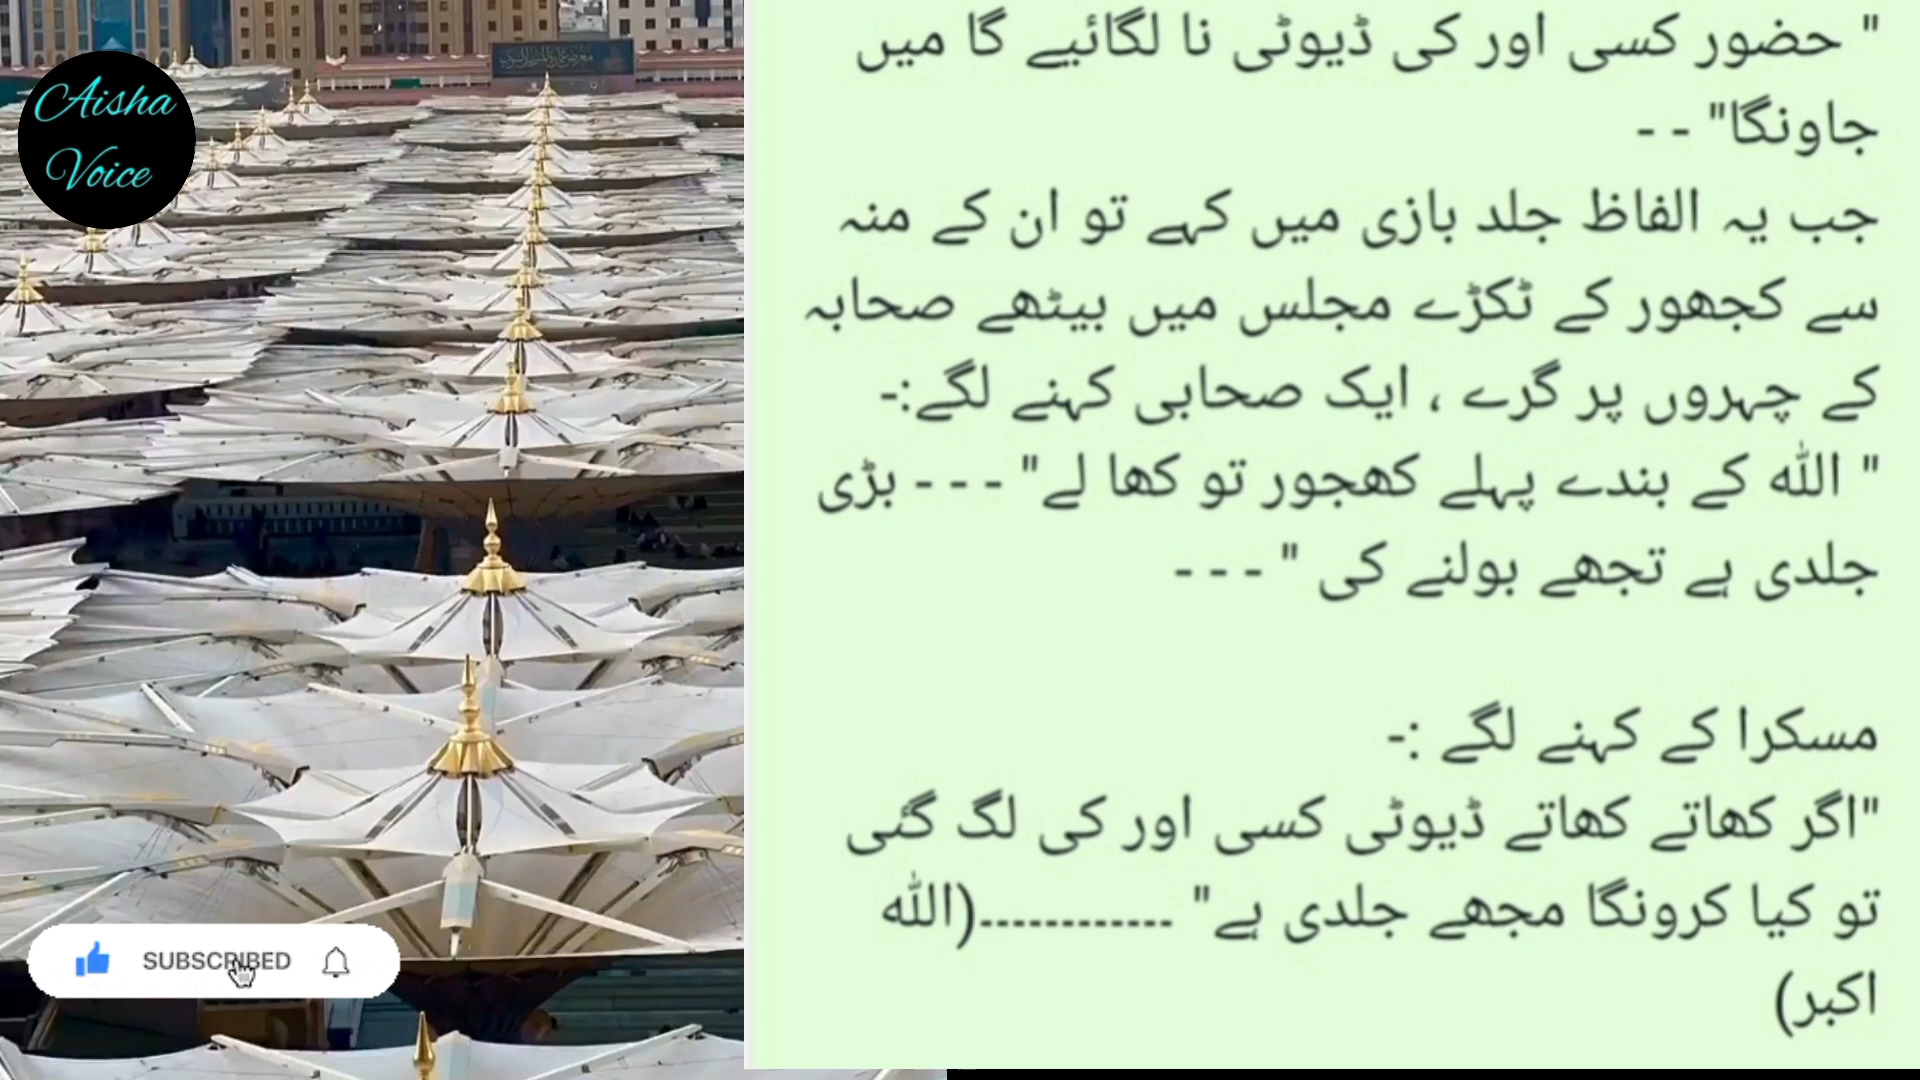 Aisha
Voice
" حضور کسی اور کی ڈیوٹی نا لگائیے گا میں
جاونگا" - -
جب یہ الفاظ جلد بازی میں کہے تو ان کے منہ
سے کجھور کے ٹکڑے مجلس میں بیٹھے صحابہ
کے چہروں پر گرے ، ایک صحابی کہنے لگے:-
" اللّٰہ کے بندے پہلے کھجور تو کھا لے" - - - بڑی
جلدی ہے تجھے بولنے کی " - - -
مسکرا کے کہنے لگے :-
"اگر کھاتے کھاتے ڈیوٹی کسی اور کی لگ گئی
تو کیا کرونگا مجھے جلدی ہے" ------------(اللّٰہ
اکبر)
SUBSCRIBED